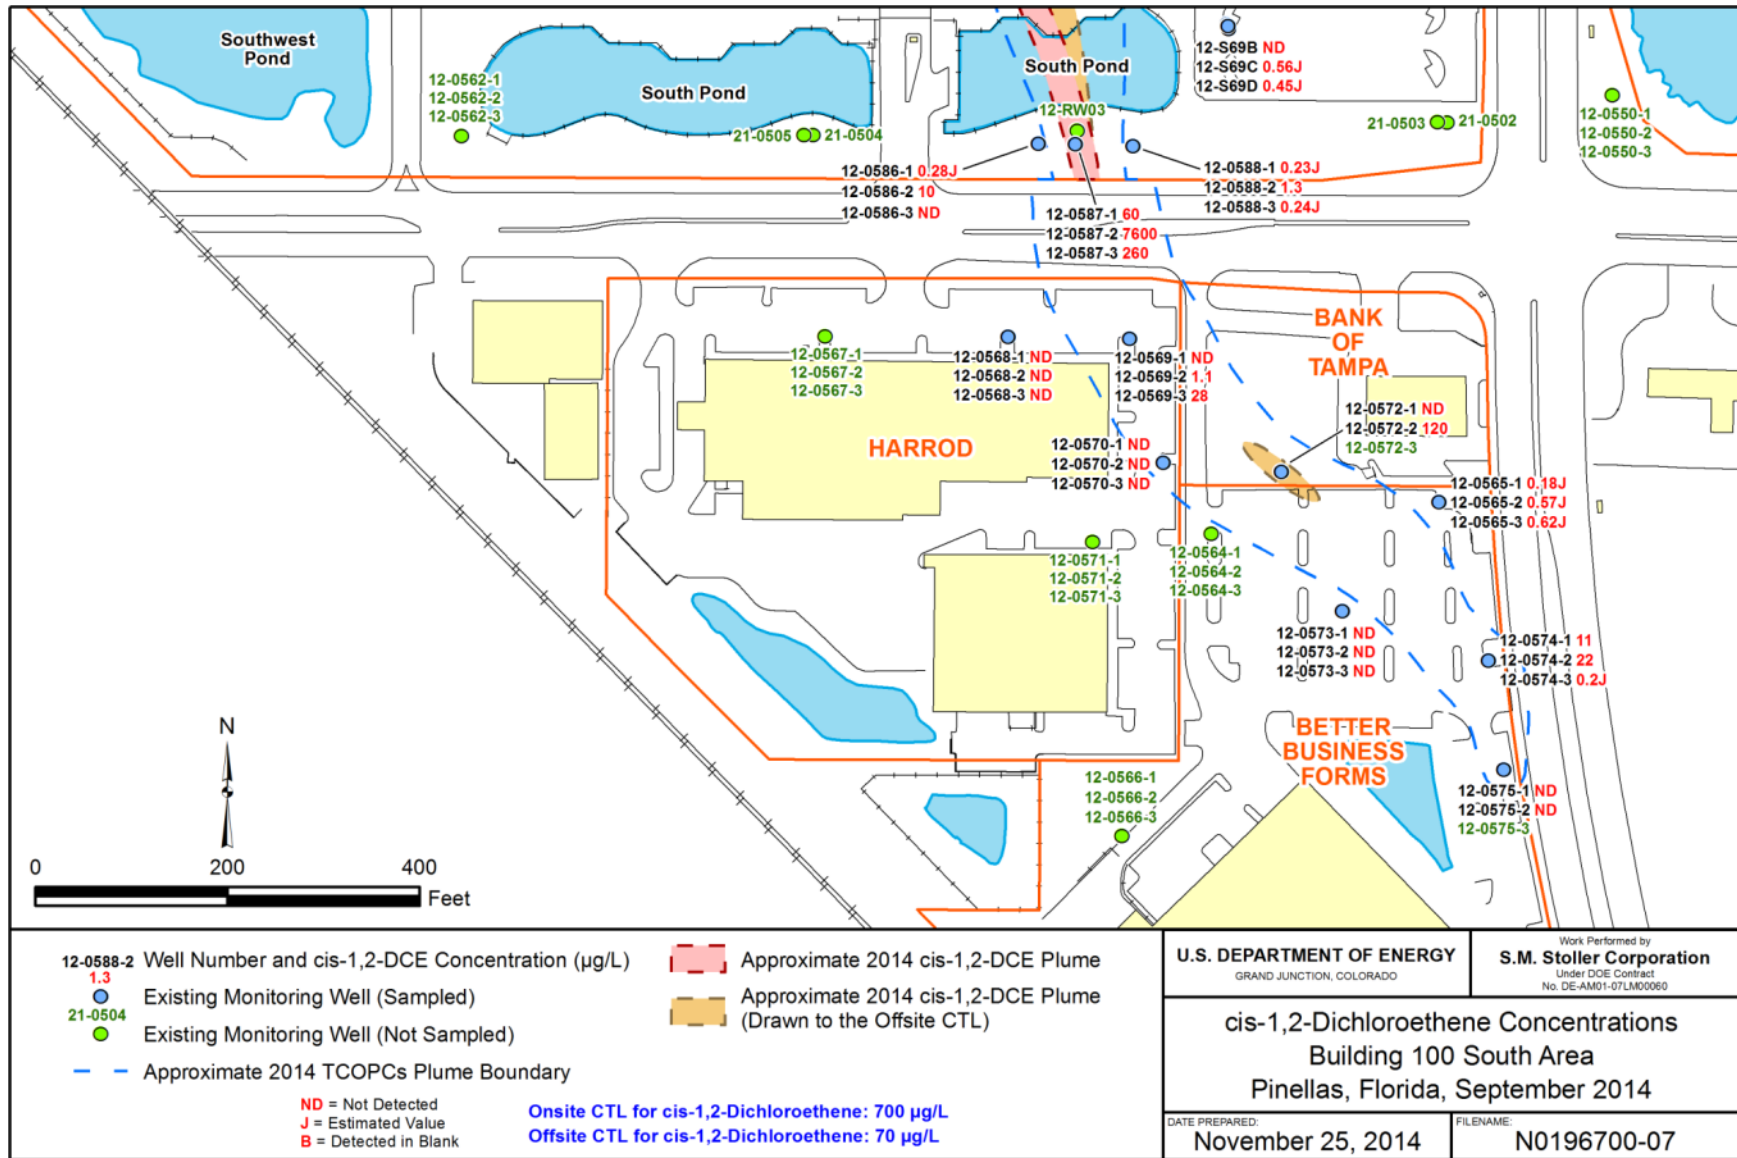 Southwest
Pond
South Pond
South Pond
12-S69B ND
12-S69C 0.56J
12-S69D 0.45J
12-0562-1
12-0562-2
12-0562-3
21-0505
21-0504
12-RW03
21-0503
21-0502
12-0550-1
12-0550-2
12-0550-3
12-0586-1 0.28J
12-0586-2 10
12-0586-3 ND
12-0588-1 0.23J
12-0588-2 1.3
12-0588-3 0.24J
12-0587-1 60
12-0587-2 7600
12-0587-3 260
BANK
OF
TAMPA
12-0567-1
12-0567-2
12-0567-3
12-0568-1 ND
12-0568-2 ND
12-0568-3 ND
12-0569-1 ND
12-0569-2 1.1
12-0569-3 28
12-0572-1 ND
12-0572-2 120
12-0572-3
HARROD
12-0570-1 ND
12-0570-2 ND
12-0570-3 ND
12-0565-1 0.18J
12-0565-2 0.57J
12-0565-3 0.62J
12-0571-1
12-0571-2
12-0571-3
12-0564-1
12-0564-2
12-0564-3
12-0573-1 ND
12-0573-2 ND
12-0573-3 ND
12-0574-1 11
12-0574-2 22
12-0574-3 0.2J
BETTER
BUSINESS
FORMS
12-0566-1
12-0566-2
12-0566-3
12-0575-1 ND
12-0575-2 ND
12-0575-3
N
0 200 400
Feet
12-0588-2 Well Number and cis-1,2-DCE Concentration (µg/L)
1.3
Existing Monitoring Well (Sampled)
21-0504
Existing Monitoring Well (Not Sampled)
Approximate 2014 TCOPCs Plume Boundary
ND = Not Detected
J = Estimated Value
B = Detected in Blank
Approximate 2014 cis-1,2-DCE Plume
Approximate 2014 cis-1,2-DCE Plume
(Drawn to the Offsite CTL)
Onsite CTL for cis-1,2-Dichloroethene: 700 µg/L
Offsite CTL for cis-1,2-Dichloroethene: 70 µg/L
U.S. DEPARTMENT OF ENERGY
GRAND JUNCTION, COLORADO
Work Performed by
S.M. Stoller Corporation
Under DOE Contract
No. DE-AM01-07LM00060
cis-1,2-Dichloroethene Concentrations
Building 100 South Area
Pinellas, Florida, September 2014
DATE PREPARED:
November 25, 2014
FILENAME:
N0196700-07